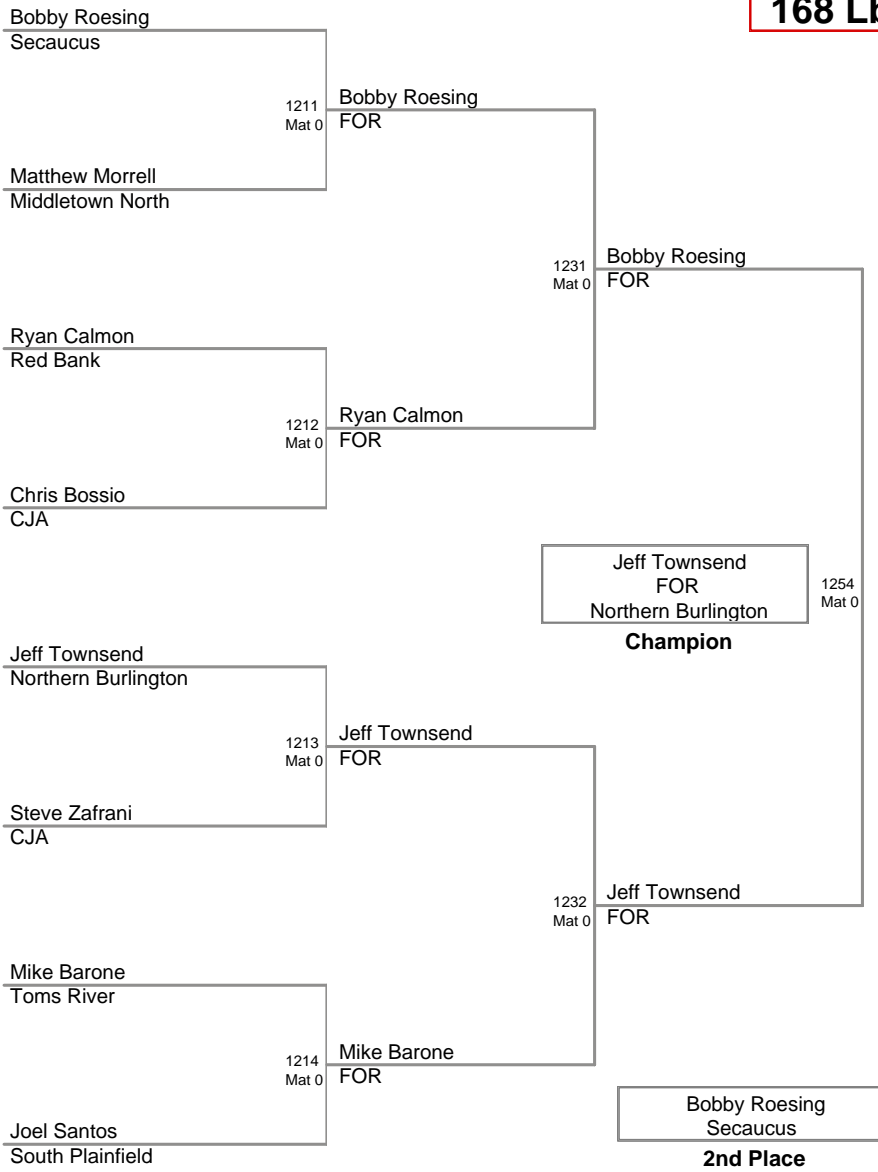 168 Lb
Bobby Roesing
Secaucus
1211
Mat 0
Bobby Roesing
FOR
Matthew Morrell
Middletown North
1231
Mat 0
Bobby Roesing
FOR
Ryan Calmon
Red Bank
1212
Mat 0
Ryan Calmon
FOR
Chris Bossio
CJA
Jeff Townsend
FOR
Northern Burlington
Champion
1254
Mat 0
Jeff Townsend
Northern Burlington
1213
Mat 0
Jeff Townsend
FOR
Steve Zafrani
CJA
1232
Mat 0
Jeff Townsend
FOR
Mike Barone
Toms River
1214
Mat 0
Mike Barone
FOR
Joel Santos
South Plainfield
Bobby Roesing
Secaucus
2nd Place